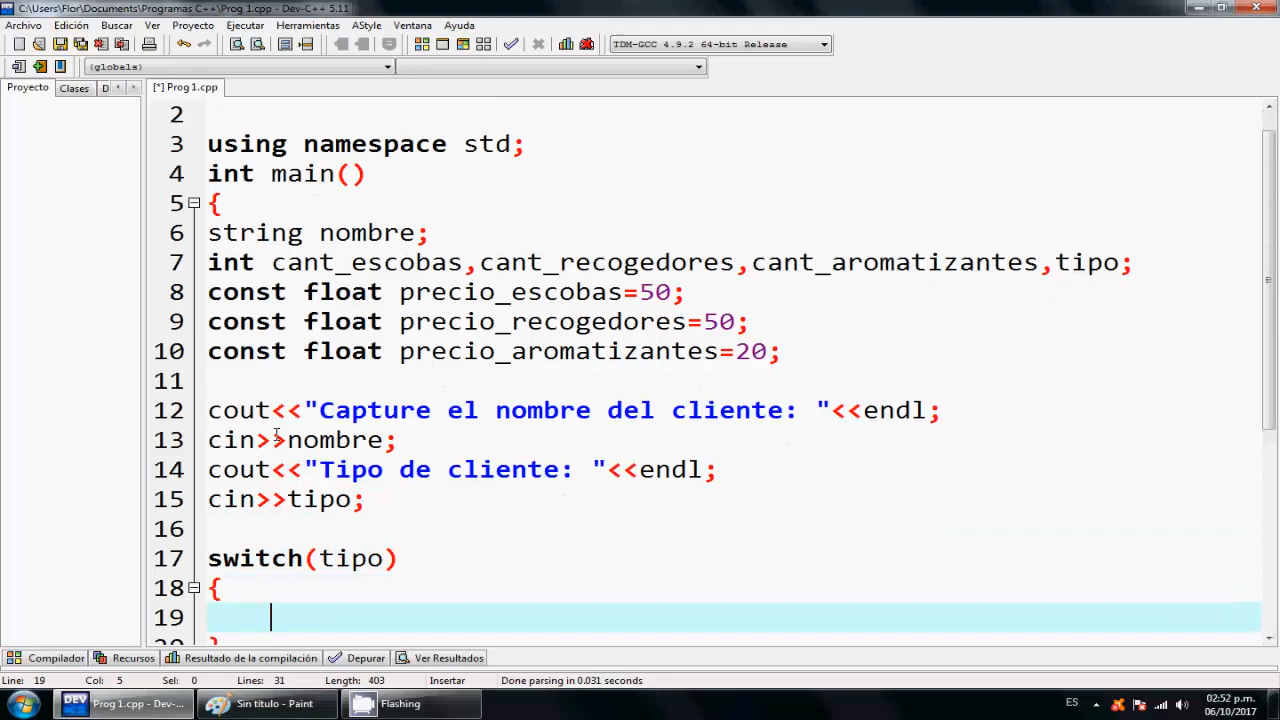 C:\Users\Flor\Documents\Programas C++\Prog 1.cpp - Dev-C++ 5.11
Archivo Edición Buscar Ver Proyecto Ejecutar Herramientas AStyle Ventana Ayuda
TDM-GCC 4.9.2 64-bit Release
(globals)
Proyecto Clases D [*] Prog 1.cpp
2
3 using namespace std;
4 int main()
5 {
6 string nombre;
7 int cant_escobas,cant_recogedores,cant_aromatizantes,tipo;
8 const float precio_escobas=50;
9 const float precio_recogedores=50;
10 const float precio_aromatizantes=20;
11
12 cout<<"Capture el nombre del cliente: "<<endl;
13 cin>>nombre;
14 cout<<"Tipo de cliente: "<<endl;
15 cin>>tipo;
16
17 switch(tipo)
18 {
19
20 }
Compilador Recursos Resultado de la compilación Depurar Ver Resultados
Line: 19 Col: 5 Sel: 0 Lines: 31 Length: 403 Insertar Done parsing in 0.031 seconds
DEV Prog 1.cpp - Dev-... Sin título - Paint Flashing ES 02:52 p.m.
06/10/2017